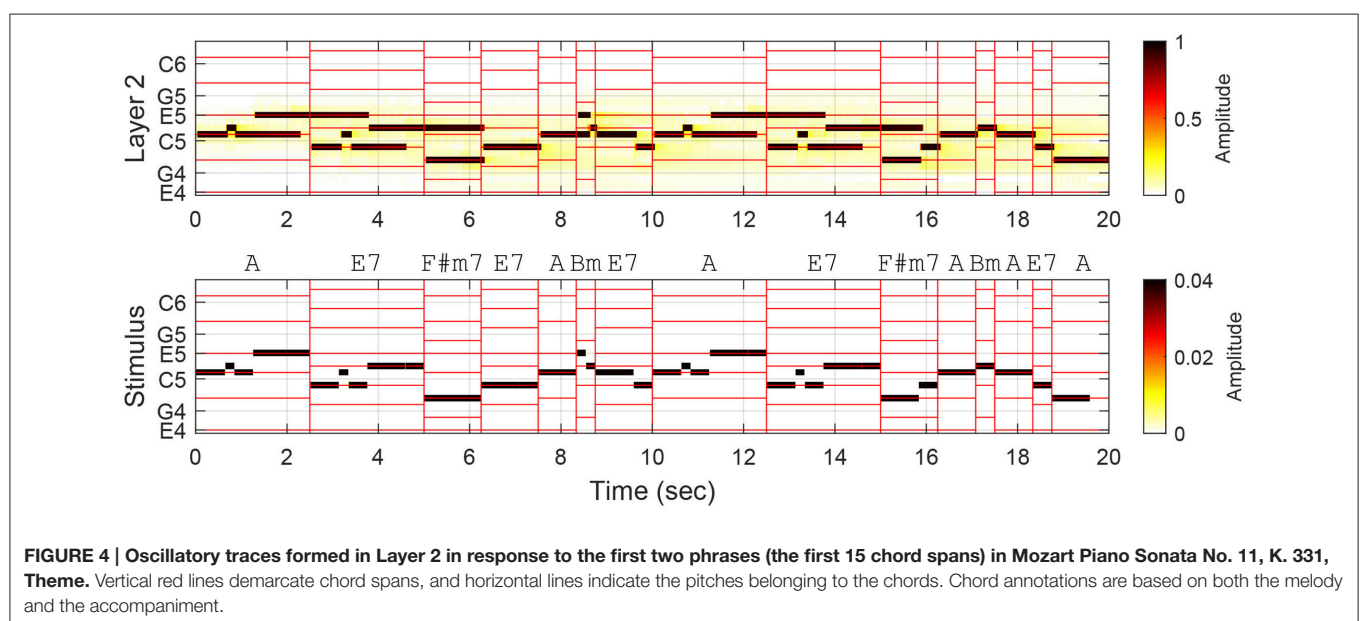 C6
G5
E5
C5
G4
E4
Layer 2
0 2 4 6 8 10 12 14 16 18 20
1
0.5
0
Amplitude
A E7 F#m7 E7 A Bm E7 A E7 F#m7 A Bm A E7 A
C6
G5
E5
C5
G4
E4
Stimulus
0 2 4 6 8 10 12 14 16 18 20
Time (sec)
0.04
0.02
0
Amplitude
FIGURE 4 | Oscillatory traces formed in Layer 2 in response to the first two phrases (the first 15 chord spans) in Mozart Piano Sonata No. 11, K. 331,
Theme. Vertical red lines demarcate chord spans, and horizontal lines indicate the pitches belonging to the chords. Chord annotations are based on both the melody
and the accompaniment.